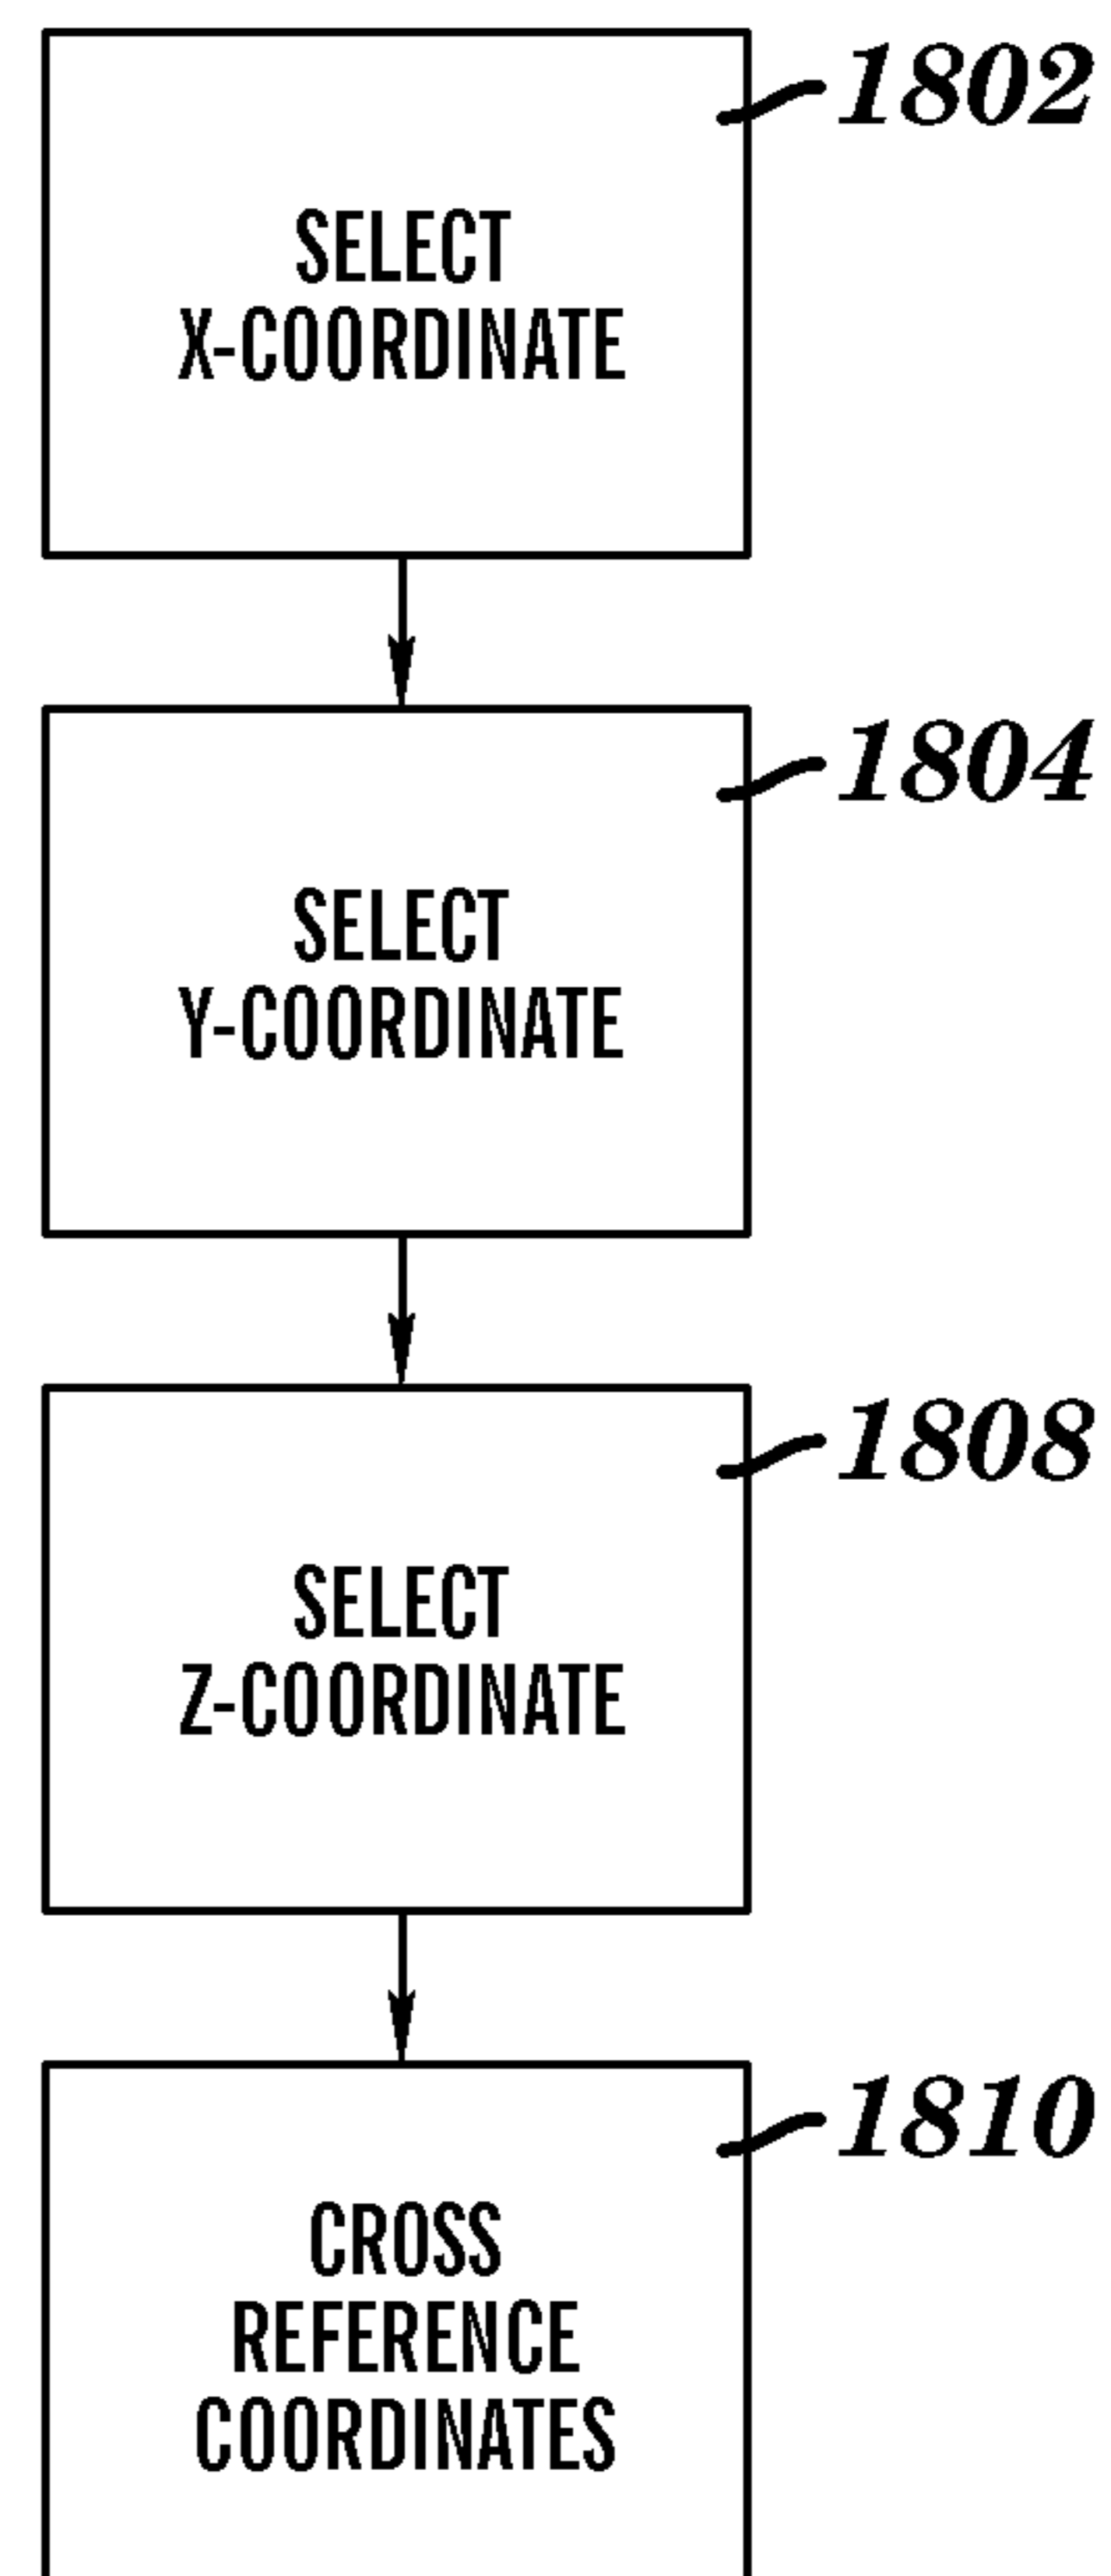 1802
SELECT
X-COORDINATE
1804
SELECT
Y-COORDINATE
1808
SELECT
Z-COORDINATE
1810
CROSS
REFERENCE
COORDINATES